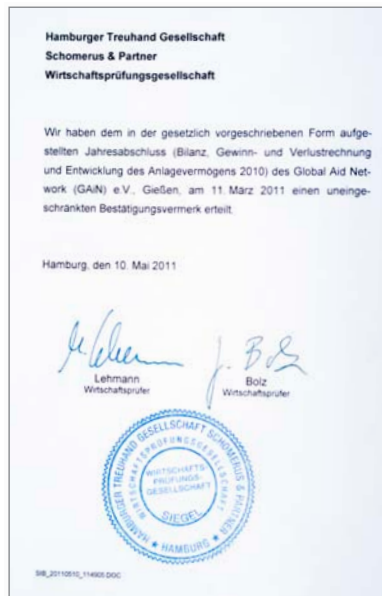 Hamburger Treuhand Gesellschaft
Schomerus & Partner
Wirtschaftsprüfungsgesellschaft
Wir haben dem in der gesetzlich vorgeschriebenen Form aufge-
stellten Jahresabschluss (Bilanz, Gewinn- und Verlustrechnung
und Entwicklung des Anlagevermögens 2010) des Global Aid Net-
work (GAiN) e.V., Gießen, am 11. März 2011 einen uneinge-
schränkten Bestätigungsvermerk erteilt.
Hamburg, den 10. Mai 2011
J. Bolz
Lehmann
Wirtschaftsprüfer
Bolz
Wirtschaftsprüfer
HAMBURGER TREUHAND GESELLSCHAFT SCHOMERUS & PARTNER
WIRTSCHAFTSPRÜFUNGSGESELLSCHAFT
WIRTSCHAFTS-
PRÜFUNGS-
GESELLSCHAFT
SIEGEL
★ HAMBURG ★